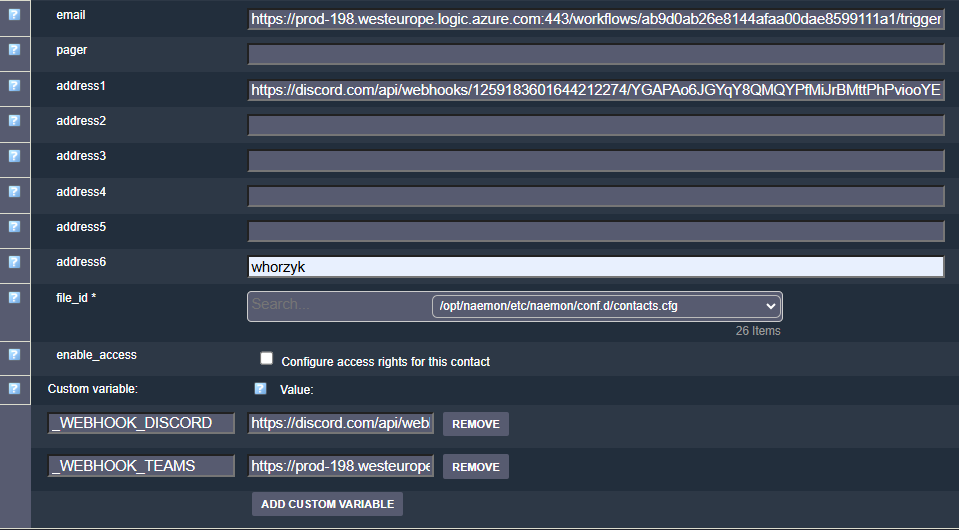 email
https://prod-198.westeurope.logic.azure.com:443/workflows/ab9d0ab26e8144afaa00dae8599111a1/trigger
pager
address1
https://discord.com/api/webhooks/1259183601644212274/YGAPAo6JGYqY8QMQYPfMiJrBMttPhPviooYE
address2
address3
address4
address5
address6
whorzyk
file_id *
Search... /opt/naemon/etc/naemon/conf.d/contacts.cfg
26 Items
enable_access
Configure access rights for this contact
Custom variable: Value:
_WEBHOOK_DISCORD https://discord.com/api/web REMOVE
_WEBHOOK_TEAMS https://prod-198.westeurope REMOVE
ADD CUSTOM VARIABLE